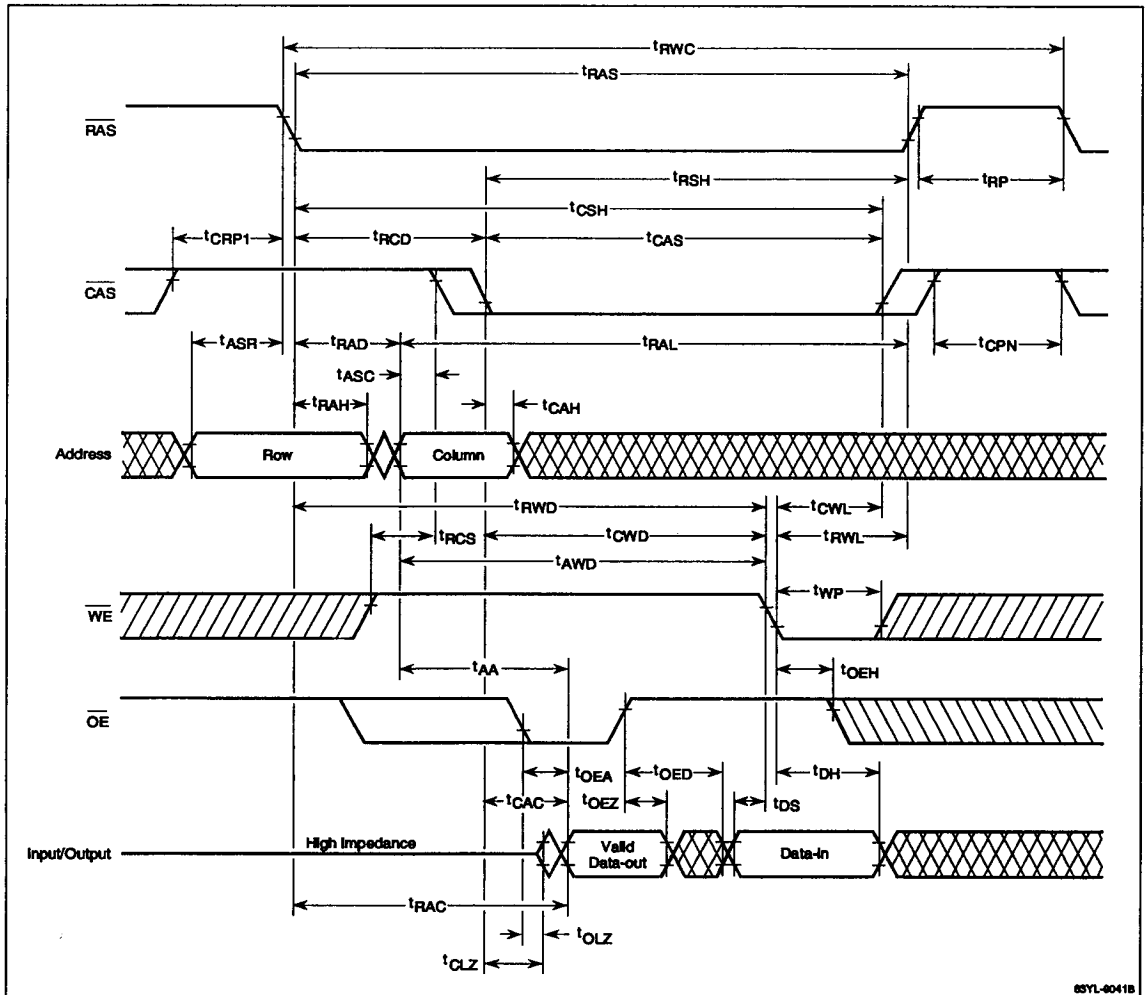 tRWC
tRAS
RAS
tRSH
tRP
tCSH
tCRP1
tRCD
tCAS
CAS
tASR
tRAD
tRAL
tCPN
tASC
tRAH
tCAH
Address
Row
Column
tRWD
tCWL
tRCS
tCWD
tRWL
tAWD
WE
tWP
tAA
tOEH
OE
tOEA
tOED
tDH
tCAC
tOEZ
tDS
Input/Output
High Impedance
Valid
Data-out
Data-in
tRAC
tOLZ
tCLZ
83YL-9041B